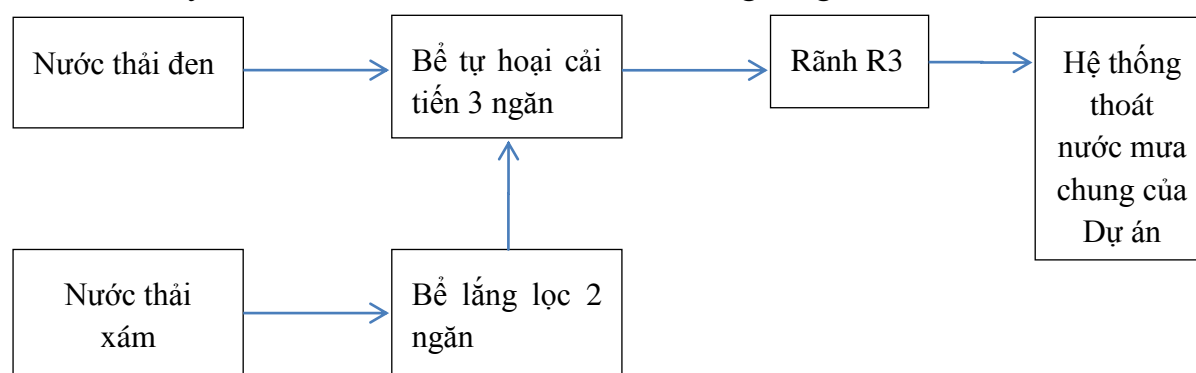 Nước thải đen
Bể tự hoại cải
tiến 3 ngăn
Rãnh R3
Hệ thống
thoát
nước mưa
chung của
Dự án
Nước thải
xám
Bể lắng lọc 2
ngăn